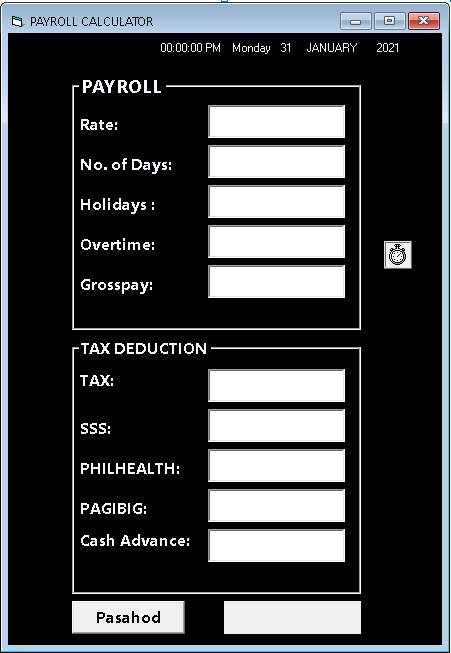 PAYROLL CALCULATOR
00:00:00 PM Monday 31 JANUARY 2021
PAYROLL
Rate:
No. of Days:
Holidays :
Overtime:
Grosspay:
TAX DEDUCTION
TAX:
SSS:
PHILHEALTH:
PAGIBIG:
Cash Advance:
Pasahod